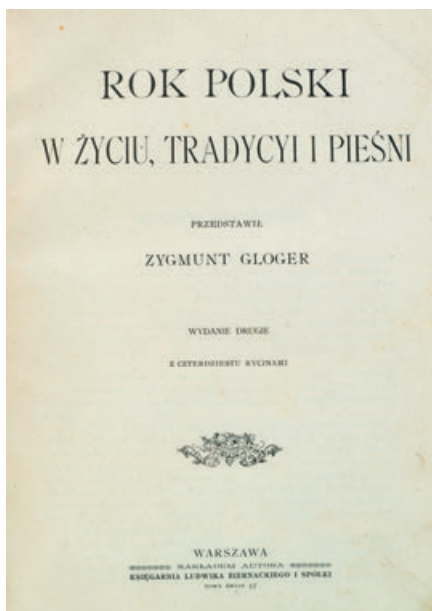 ROK POLSKI
W ŻYCIU, TRADYCYI I PIEŚNI
PRZEDSTAWIŁ
ZYGMUNT GLOGER
WYDANIE DRUGIE
Z CZTERDZIESTU RYCINAMI
WARSZAWA
NAKŁADEM AUTORA
KSIĘGARNIA LUDWIKA BIERNACKIEGO I SPÓŁKI